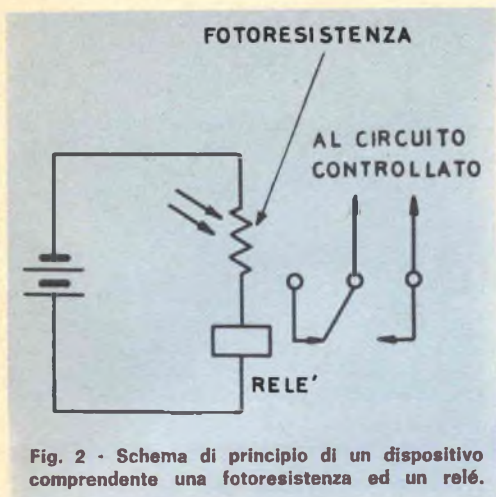 FOTORESISTENZA
AL CIRCUITO
CONTROLLATO
RELE'
Fig. 2 - Schema di principio di un dispositivo
comprendente una fotoresistenza ed un relé.